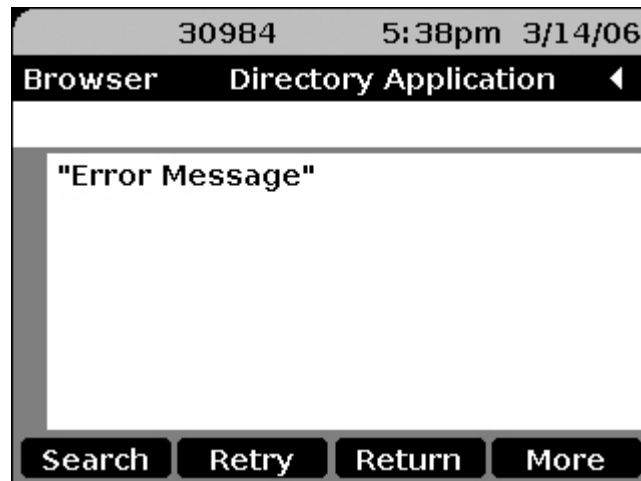 30984 5:38pm 3/14/06
Browser Directory Application
"Error Message"
Search Retry Return More